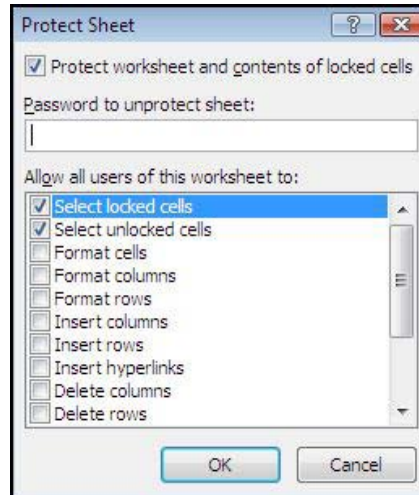 Protect Sheet
Protect worksheet and contents of locked cells
Password to unprotect sheet:
Allow all users of this worksheet to:
Select locked cells
Select unlocked cells
Format cells
Format columns
Format rows
Insert columns
Insert rows
Insert hyperlinks
Delete columns
Delete rows
OK Cancel